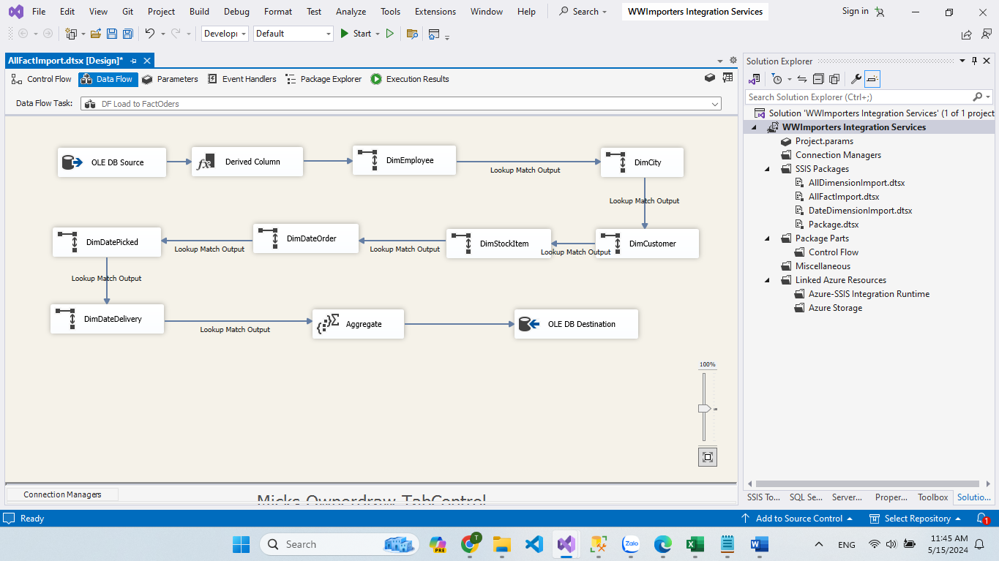 File Edit View Git Project Build Debug Format Test Analyze Tools Extensions Window Help Search WWImporters Integration Services Sign in
Developı Default Start
AllFactImport.dtsx [Design]*
Control Flow Data Flow Parameters Event Handlers Package Explorer Execution Results
Data Flow Task: DF Load to FactOders
OLE DB Source
Derived Column
DimEmployee
Lookup Match Output
DimCity
Lookup Match Output
DimDatePicked
Lookup Match Output
DimDateOrder
Lookup Match Output
DimStockItem
Lookup Match Output
DimCustomer
Lookup Match Output
DimDateDelivery
Lookup Match Output
Aggregate
OLE DB Destination
100%
Connection Managers
Micks Ownerdraw TabControl
Solution Explorer
Search Solution Explorer (Ctrl+;)
Solution 'WWImporters Integration Services' (1 of 1 project
WWImporters Integration Services
Project.params
Connection Managers
SSIS Packages
AllDimensionImport.dtsx
AllFactImport.dtsx
DateDimensionImport.dtsx
Package.dtsx
Package Parts
Control Flow
Miscellaneous
Linked Azure Resources
Azure-SSIS Integration Runtime
Azure Storage
SSIS To... SQL Se... Server... Proper... Toolbox Solutio...
Ready Add to Source Control Select Repository 1
Search PRE T Zalo ENG 11:45 AM
5/15/2024